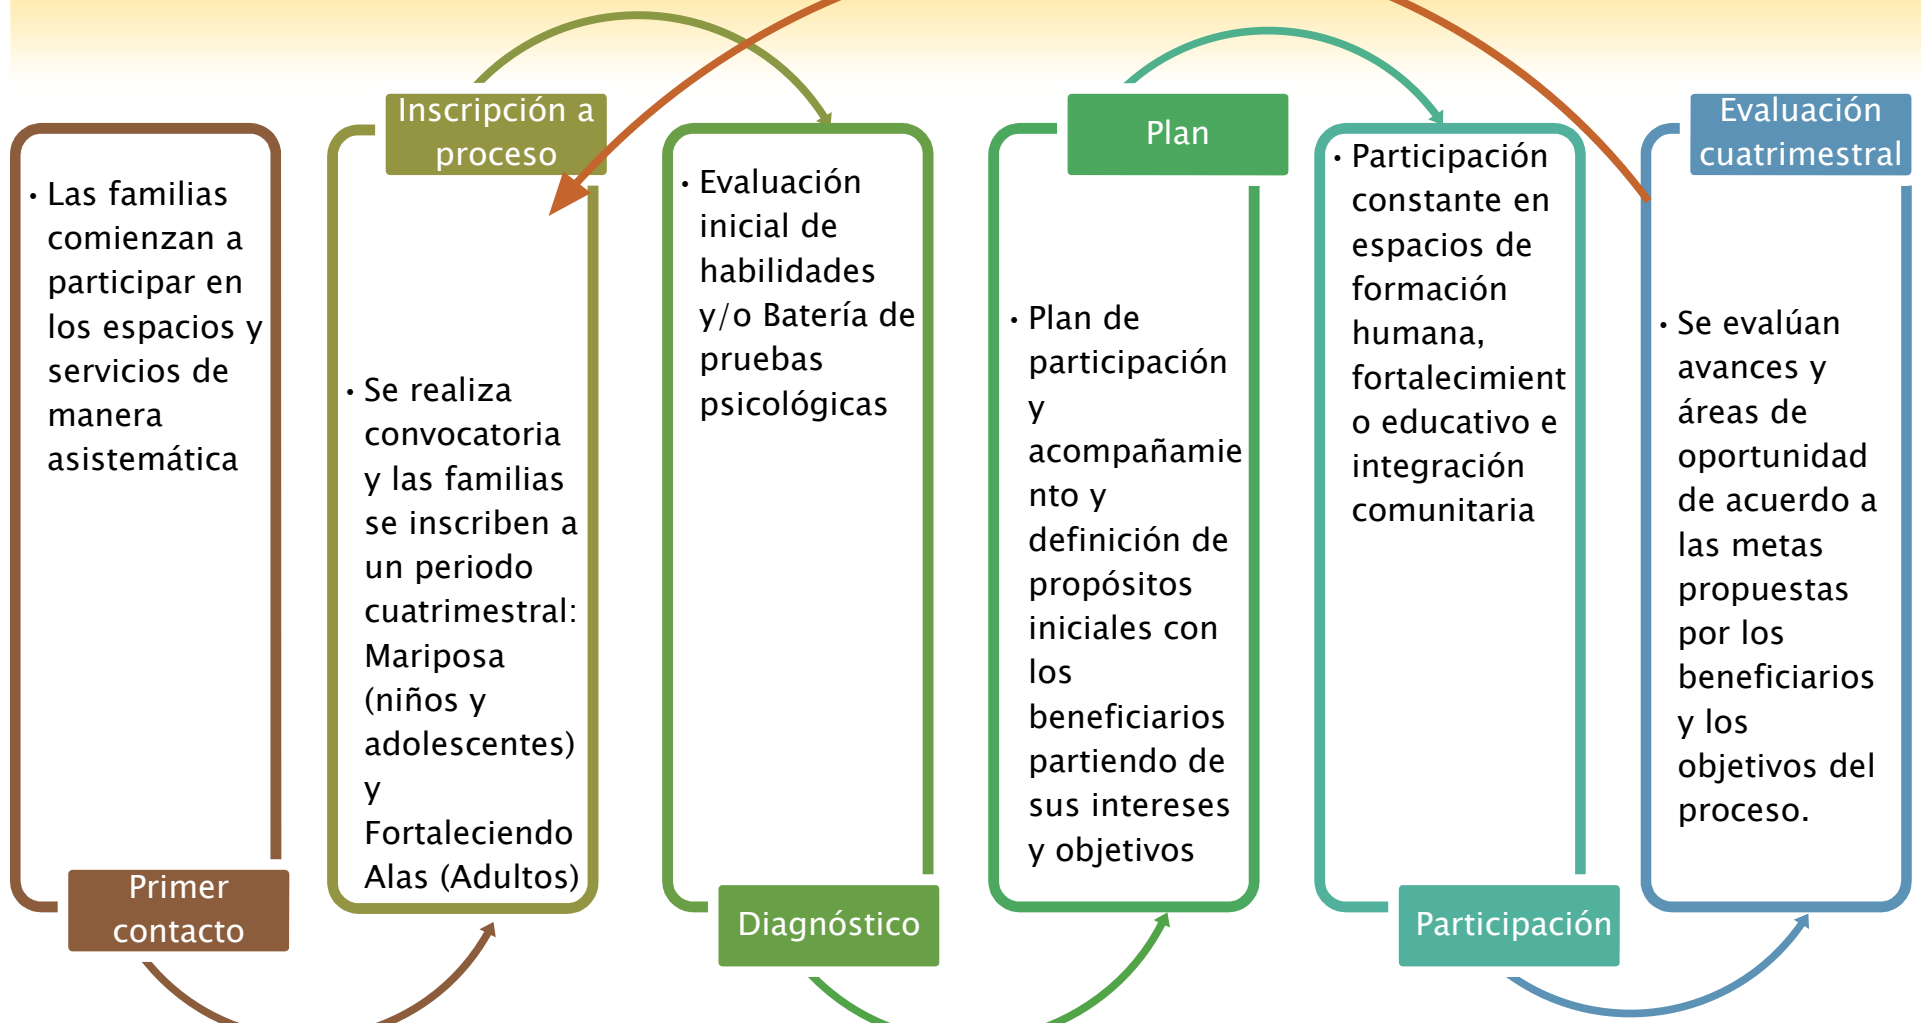 • Las familias
comienzan a
participar en
los espacios y
servicios de
manera
asistemática
Primer
contacto
Inscripción a
proceso
• Se realiza
convocatoria
y las familias
se inscriben a
un periodo
cuatrimestral:
Mariposa
(niños y
adolescentes)
y
Fortaleciendo
Alas (Adultos)
• Evaluación
inicial de
habilidades
y/o Batería de
pruebas
psicológicas
Diagnóstico
Plan
• Plan de
participación
y
acompañamie
nto y
definición de
propósitos
iniciales con
los
beneficiarios
partiendo de
sus intereses
y objetivos
• Participación
constante en
espacios de
formación
humana,
fortalecimient
o educativo e
integración
comunitaria
Participación
Evaluación
cuatrimestral
• Se evalúan
avances y
áreas de
oportunidad
de acuerdo a
las metas
propuestas
por los
beneficiarios
y los
objetivos del
proceso.